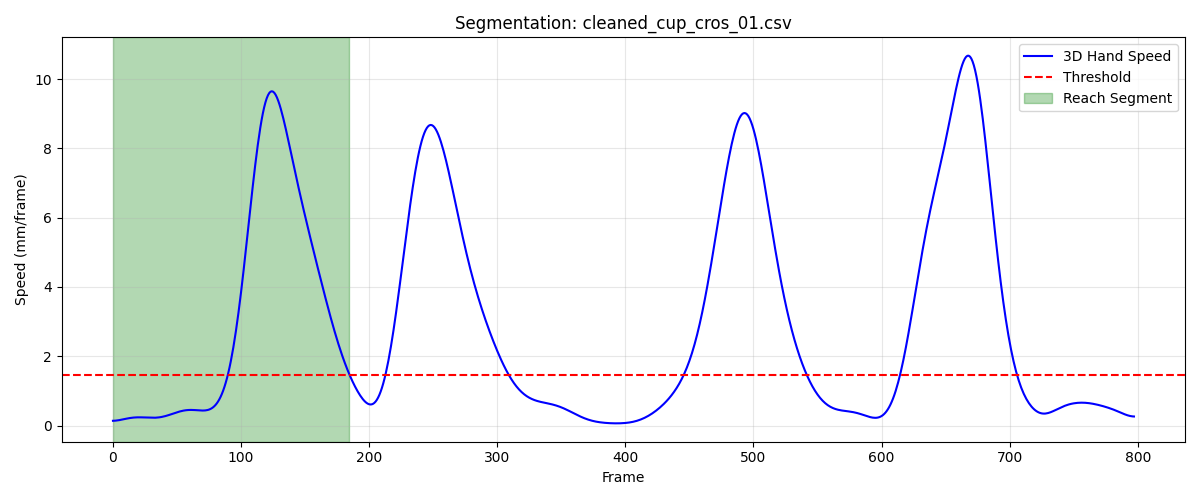 Segmentation: cleaned_cup_cros_01.csv
3D Hand Speed
Threshold
Reach Segment
Speed (mm/frame)
10
8
6
4
2
0
0 100 200 300 400 500 600 700 800
Frame